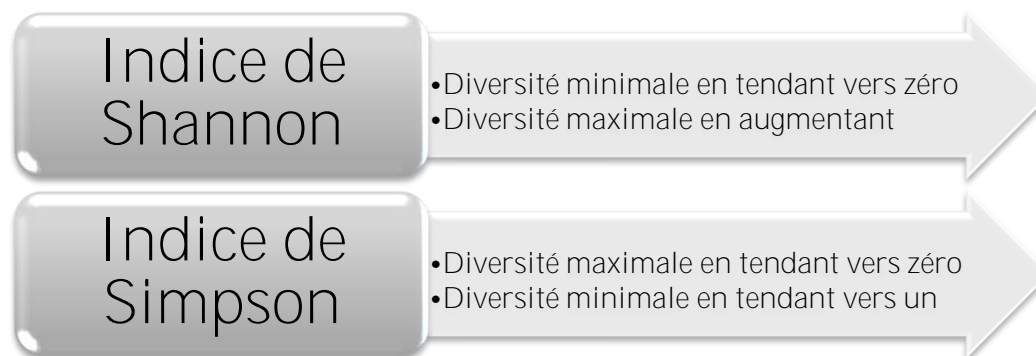 Indice de
Shannon
•Diversité minimale en tendant vers zéro
•Diversité maximale en augmentant
Indice de
Simpson
•Diversité maximale en tendant vers zéro
•Diversité minimale en tendant vers un